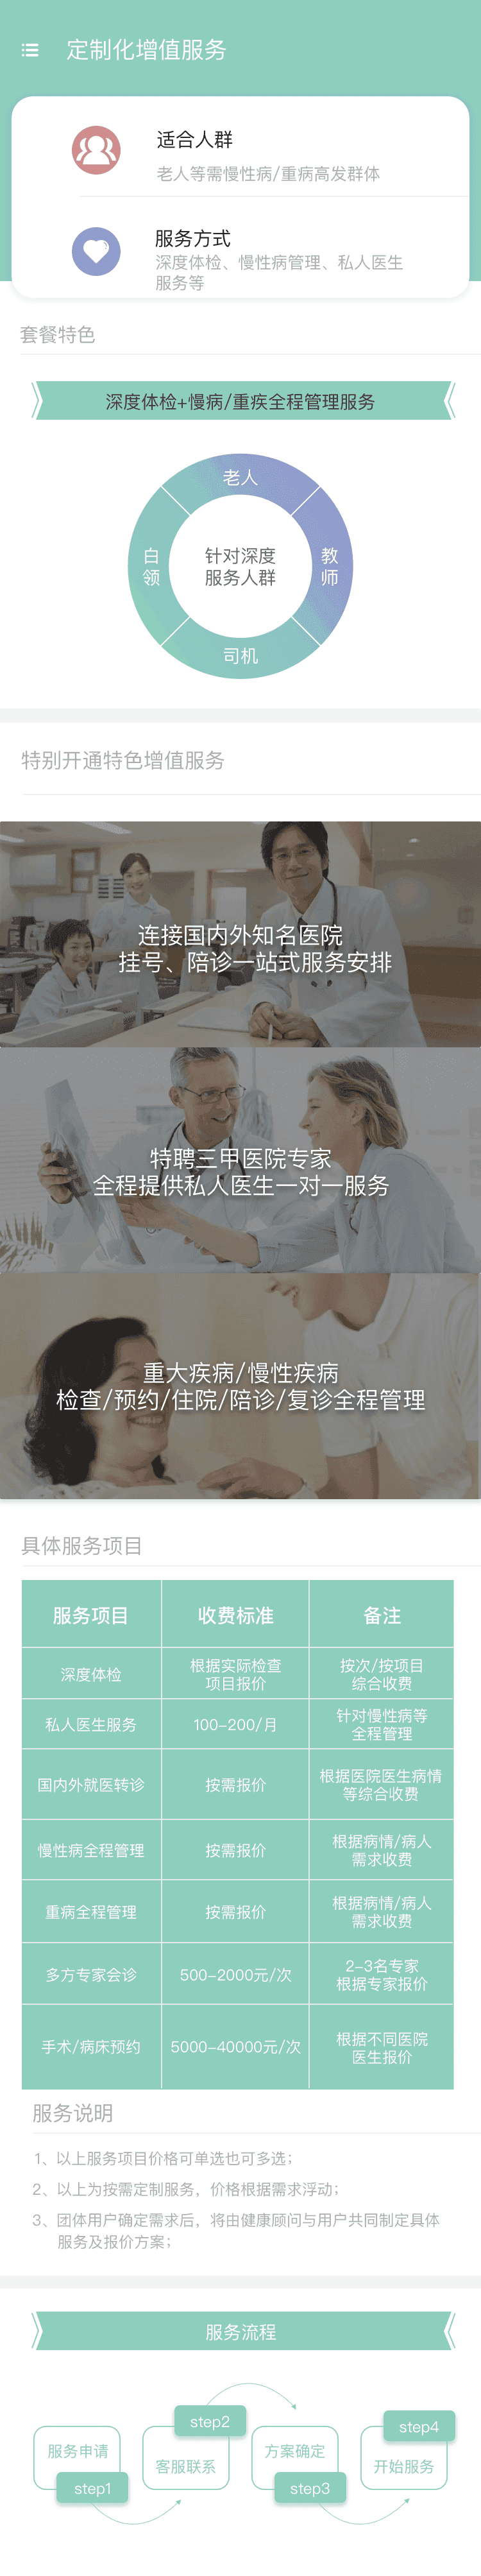 定制化增值服务
适合人群
老人等需慢性病/重病高发群体
服务方式
深度体检、慢性病管理、私人医生
服务等
套餐特色
深度体检+慢病/重疾全程管理服务
老人
白领
针对深度
服务人群
教师
司机
特别开通特色增值服务
连接国内外知名医院
挂号、陪诊一站式服务安排
特聘三甲医院专家
全程提供私人医生一对一服务
重大疾病/慢性疾病
检查/预约/住院/陪诊/复诊全程管理
具体服务项目
服务项目 收费标准 备注
深度体检 根据实际检查 按次/按项目
项目报价 综合收费
私人医生服务 100-200/月 针对慢性病等
全程管理
国内外就医转诊 按需报价 根据医院医生病情
等综合收费
慢性病全程管理 按需报价 根据病情/病人
需求收费
重病全程管理 按需报价 根据病情/病人
需求收费
多方专家会诊 500-2000元/次 2-3名专家
根据专家报价
手术/病床预约 5000-40000元/次 根据不同医院
医生报价
服务说明
1、以上服务项目价格可单选也可多选；
2、以上为按需定制服务，价格根据需求浮动；
3、团体用户确定需求后，将由健康顾问与用户共同制定具体
服务及报价方案；
服务流程
服务申请
step1
step2
客服联系
方案确定
step3
step4
开始服务